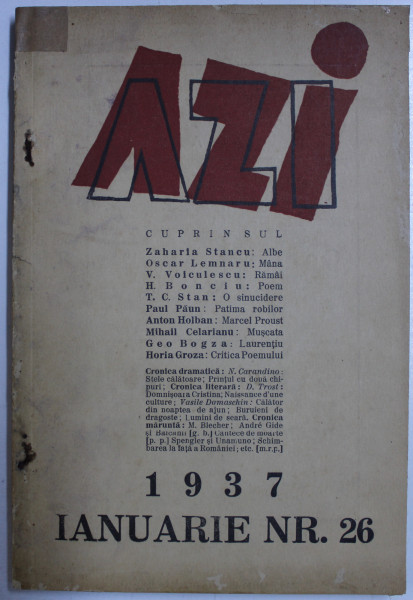 AZI
CUPRINSUL
Zaharia Stancu: Albe
Oscar Lemnaru: Mâna
V. Voiculescu: Rămâi
H. Bonciu: Poem
T. C. Stan: O sinucidere
Paul Păun: Patima robilor
Anton Holban: Marcel Proust
Mihail Celarianu: Mușcata
Geo Bogza: Laurențiu
Horia Groza: Critica Poemului
Cronica dramatică: N. Carandino:
Stele călătoare; Prințul cu două chi-
puri; Cronica literară: D. Trost:
Domnișoara Cristina; Naissance d'une
culture; Vasile Damaschin: Călător
din noaptea de ajun; Buruieni de
dragoste; Lumini de seară. Cronica
măruntă: M. Blecher; André Gide
și [g. b.] Cântece de moarte
[p. p.] Spengler și Unamuno; Schim-
barea la față a României; etc. [m.r.p.]
1937
IANUARIE NR. 26